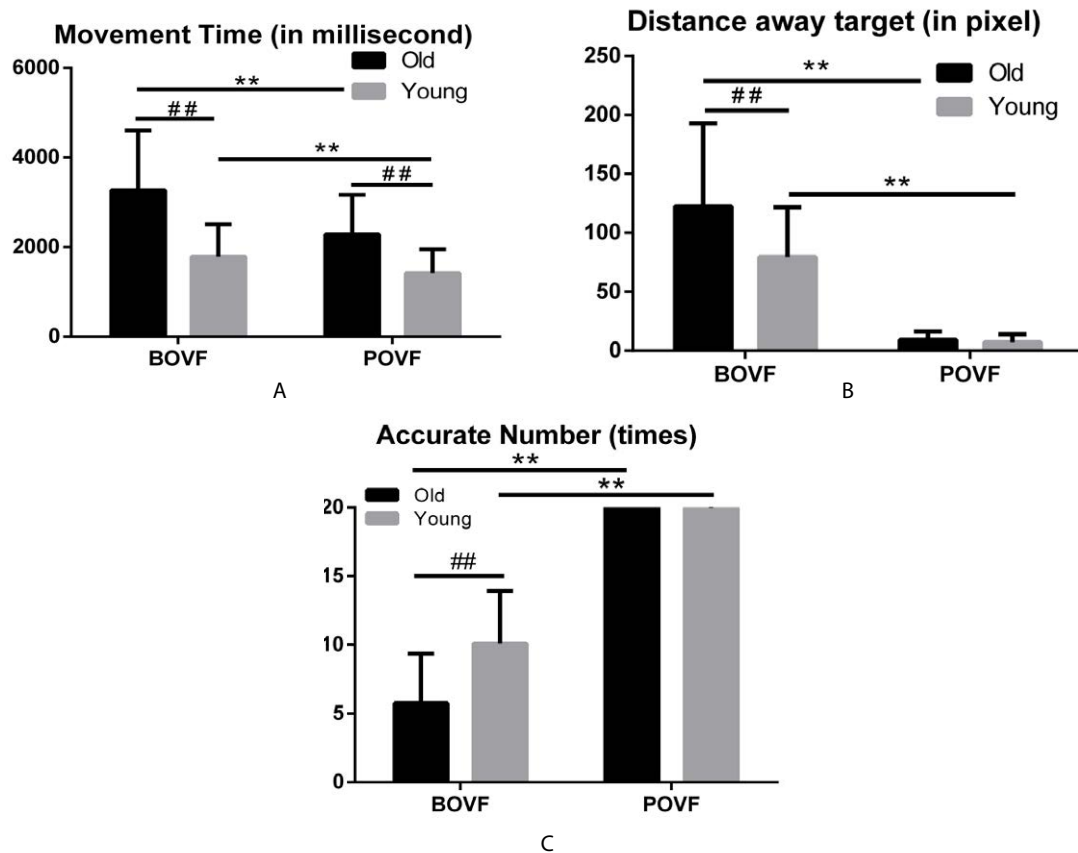 Movement Time (in millisecond)
Old
Young
6000
4000
2000
0
**
##
**
##
BOVF
POVF
A
Distance away target (in pixel)
Old
Young
250
200
150
100
50
0
**
##
**
BOVF
POVF
B
Accurate Number (times)
**
**
Old
Young
20
15
10
5
0
##
BOVF
POVF
C